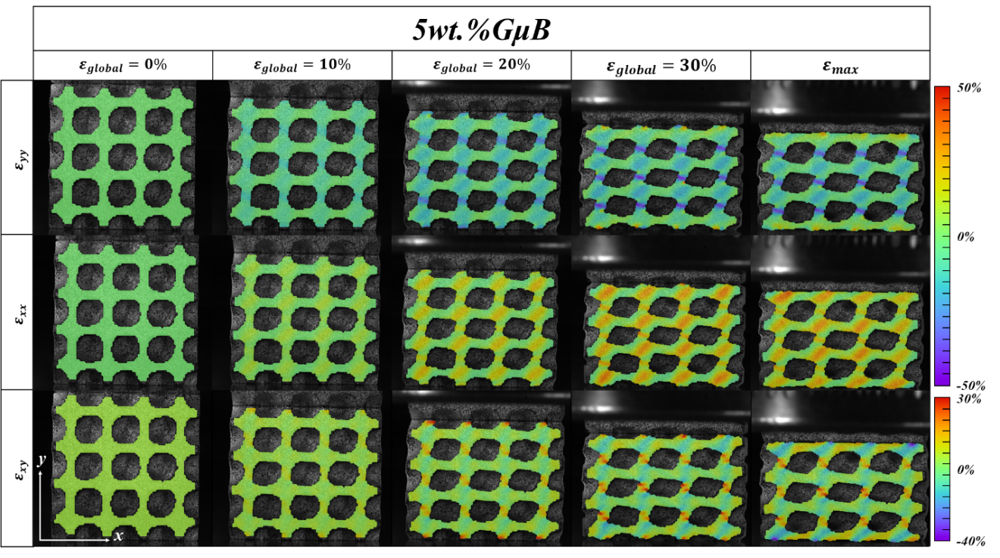 5wt.%GμB
ε_global = 0% ε_global = 10% ε_global = 20% ε_global = 30% ε_max
ε_yy
50%
0%
-50%
ε_xx
ε_xy
30%
0%
-40%
y
x